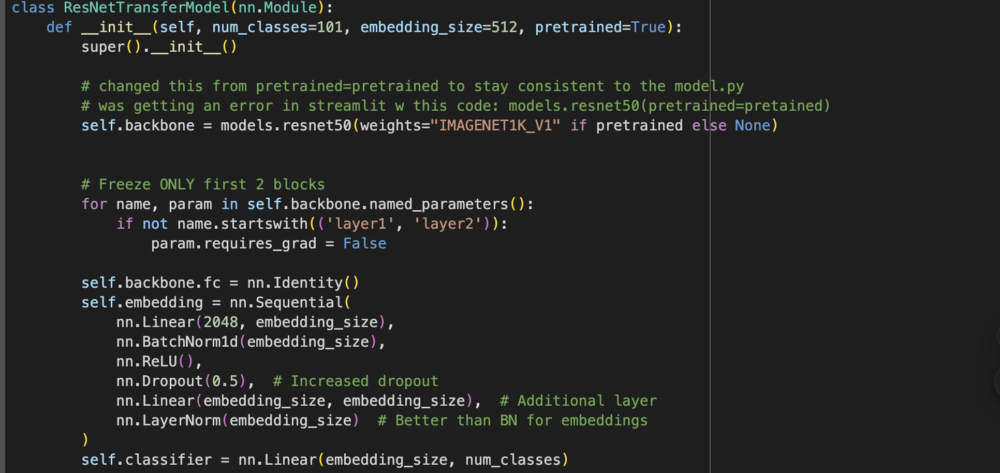 class ResNetTransferModel(nn.Module):
    def __init__(self, num_classes=101, embedding_size=512, pretrained=True):
        super().__init__()
        # changed this from pretrained=pretrained to stay consistent to the model.py
        # was getting an error in streamlit w this code: models.resnet50(pretrained=pretained)
        self.backbone = models.resnet50(weights="IMAGENET1K_V1" if pretrained else None)
        # Freeze ONLY first 2 blocks
        for name, param in self.backbone.named_parameters():
            if not name.startswith(('layer1', 'layer2')):
                param.requires_grad = False
        self.backbone.fc = nn.Identity()
        self.embedding = nn.Sequential(
            nn.Linear(2048, embedding_size),
            nn.BatchNorm1d(embedding_size),
            nn.ReLU(),
            nn.Dropout(0.5),  # Increased dropout
            nn.Linear(embedding_size, embedding_size),  # Additional layer
            nn.LayerNorm(embedding_size)  # Better than BN for embeddings
        )
        self.classifier = nn.Linear(embedding_size, num_classes)